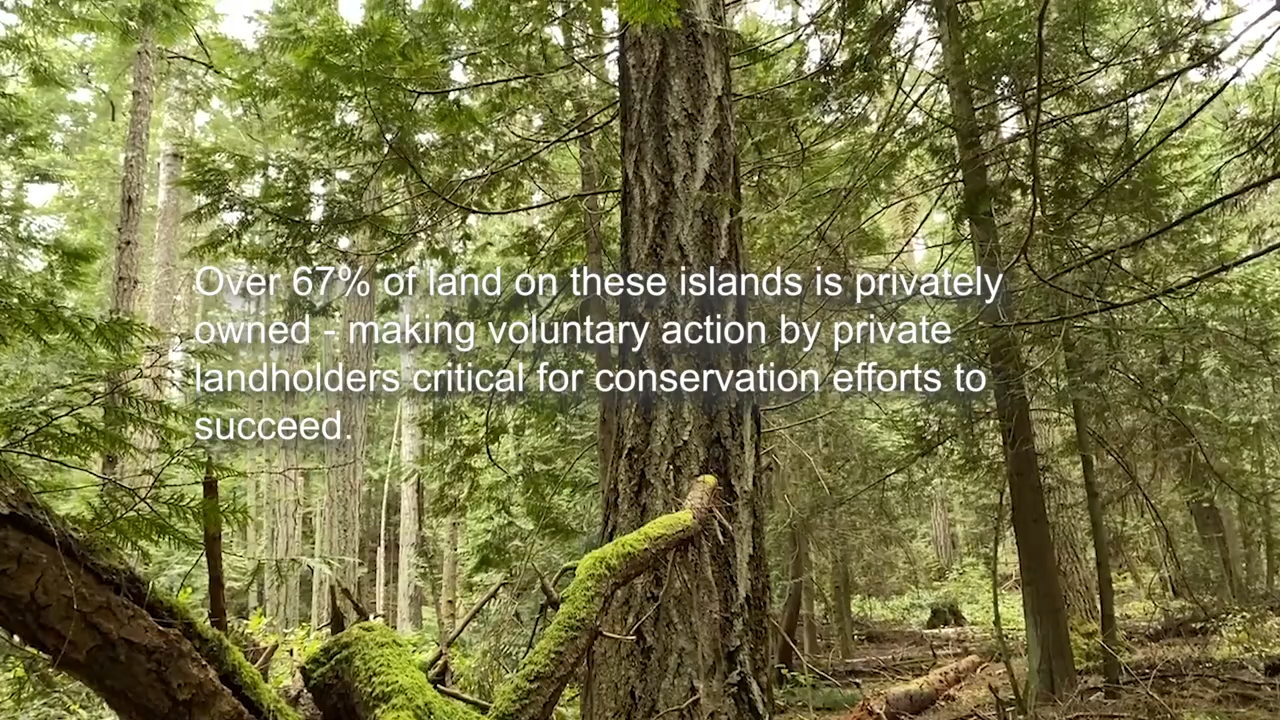 Over 67% of land on these islands is privately
owned - making voluntary action by private
landholders critical for conservation efforts to
succeed.